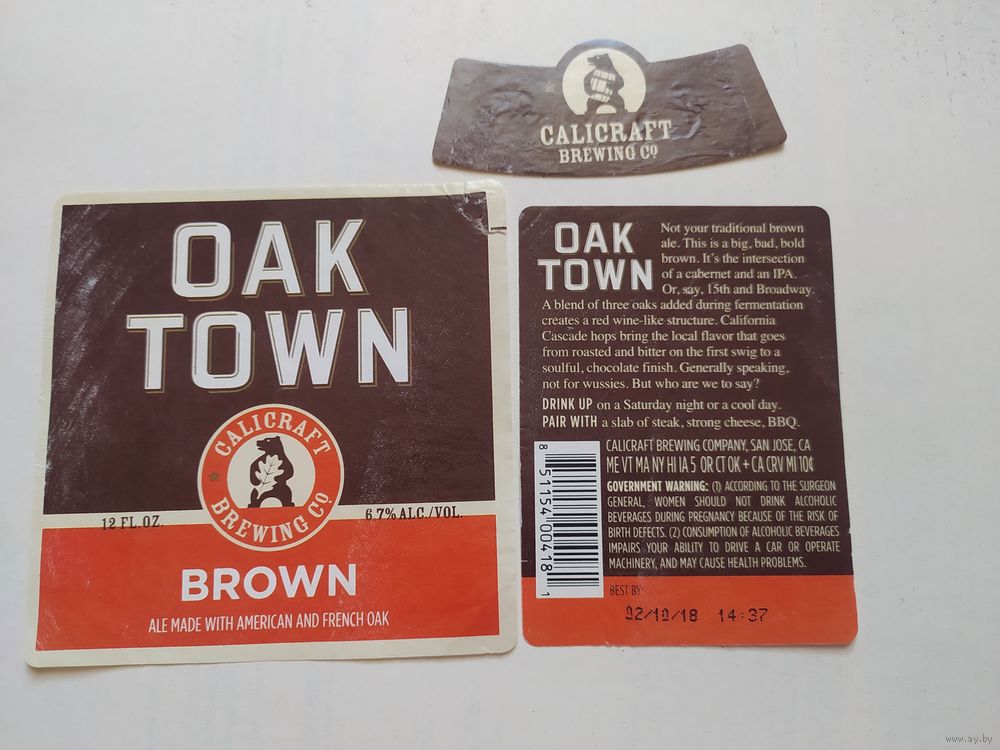 CALICRAFT
BREWING CO
OAK
TOWN
CALICRAFT
BREWING CO
12 FL. OZ.
6.7% ALC./VOL.
BROWN
ALE MADE WITH AMERICAN AND FRENCH OAK
OAK
TOWN
Not your traditional brown
ale. This is a big, bad, bold
brown. It's the intersection
of a cabernet and an IPA.
Or, say, 15th and Broadway.
A blend of three oaks added during fermentation
creates a red wine-like structure. California
Cascade hops bring the local flavor that goes
from roasted and bitter on the first swig to a
soulful, chocolate finish. Generally speaking,
not for wussies. But who are we to say?
DRINK UP on a Saturday night or a cool day.
PAIR WITH a slab of steak, strong cheese, BBQ.
CALICRAFT BREWING COMPANY, SAN JOSE, CA
ME VT MA NY HI IA 5 OR CT OK + CA CRV MI 10¢
GOVERNMENT WARNING: (1) ACCORDING TO THE SURGEON
GENERAL, WOMEN SHOULD NOT DRINK ALCOHOLIC
BEVERAGES DURING PREGNANCY BECAUSE OF THE RISK OF
BIRTH DEFECTS. (2) CONSUMPTION OF ALCOHOLIC BEVERAGES
IMPAIRS YOUR ABILITY TO DRIVE A CAR OR OPERATE
MACHINERY, AND MAY CAUSE HEALTH PROBLEMS.
8 51154 00418 1
BEST BY
02/10/18 14:37
www.ay.by